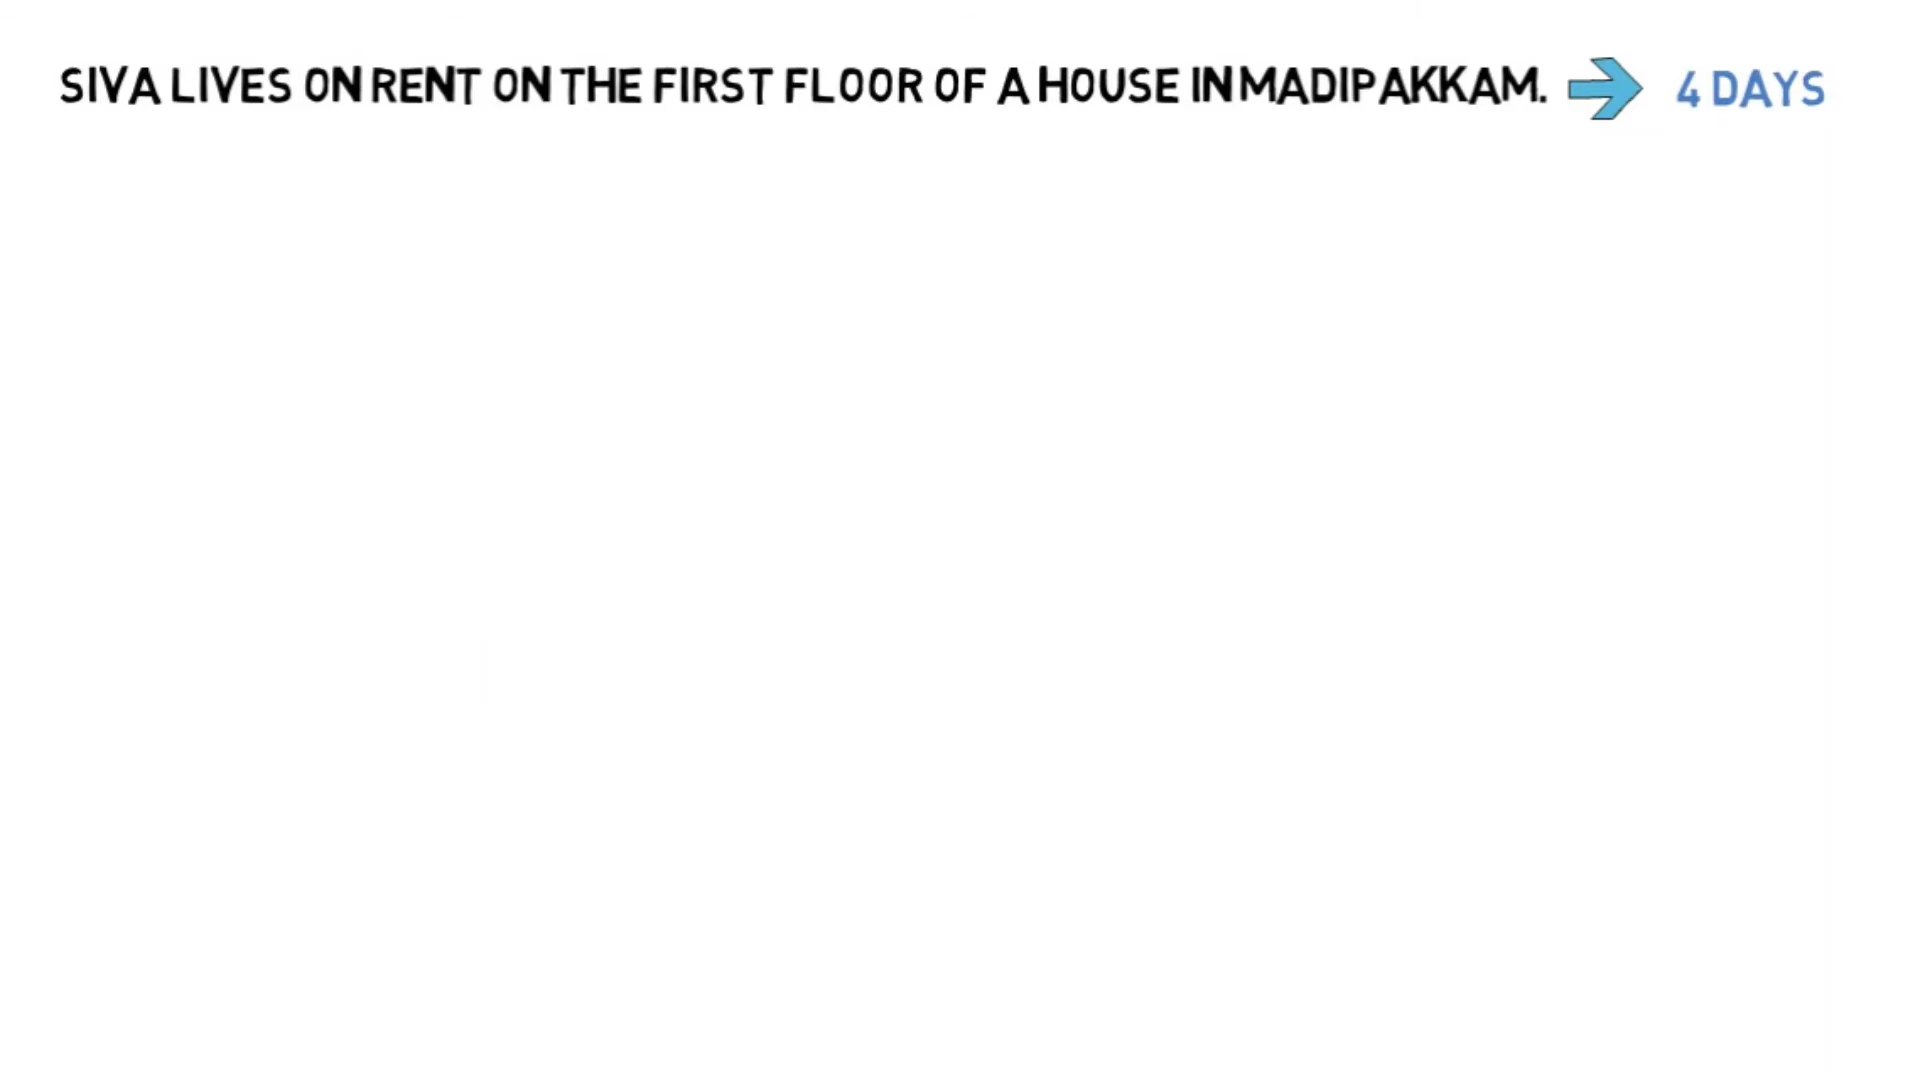 SIVA LIVES ON RENT ON THE FIRST FLOOR OF A HOUSE IN MADIPAKKAM. 4 DAYS